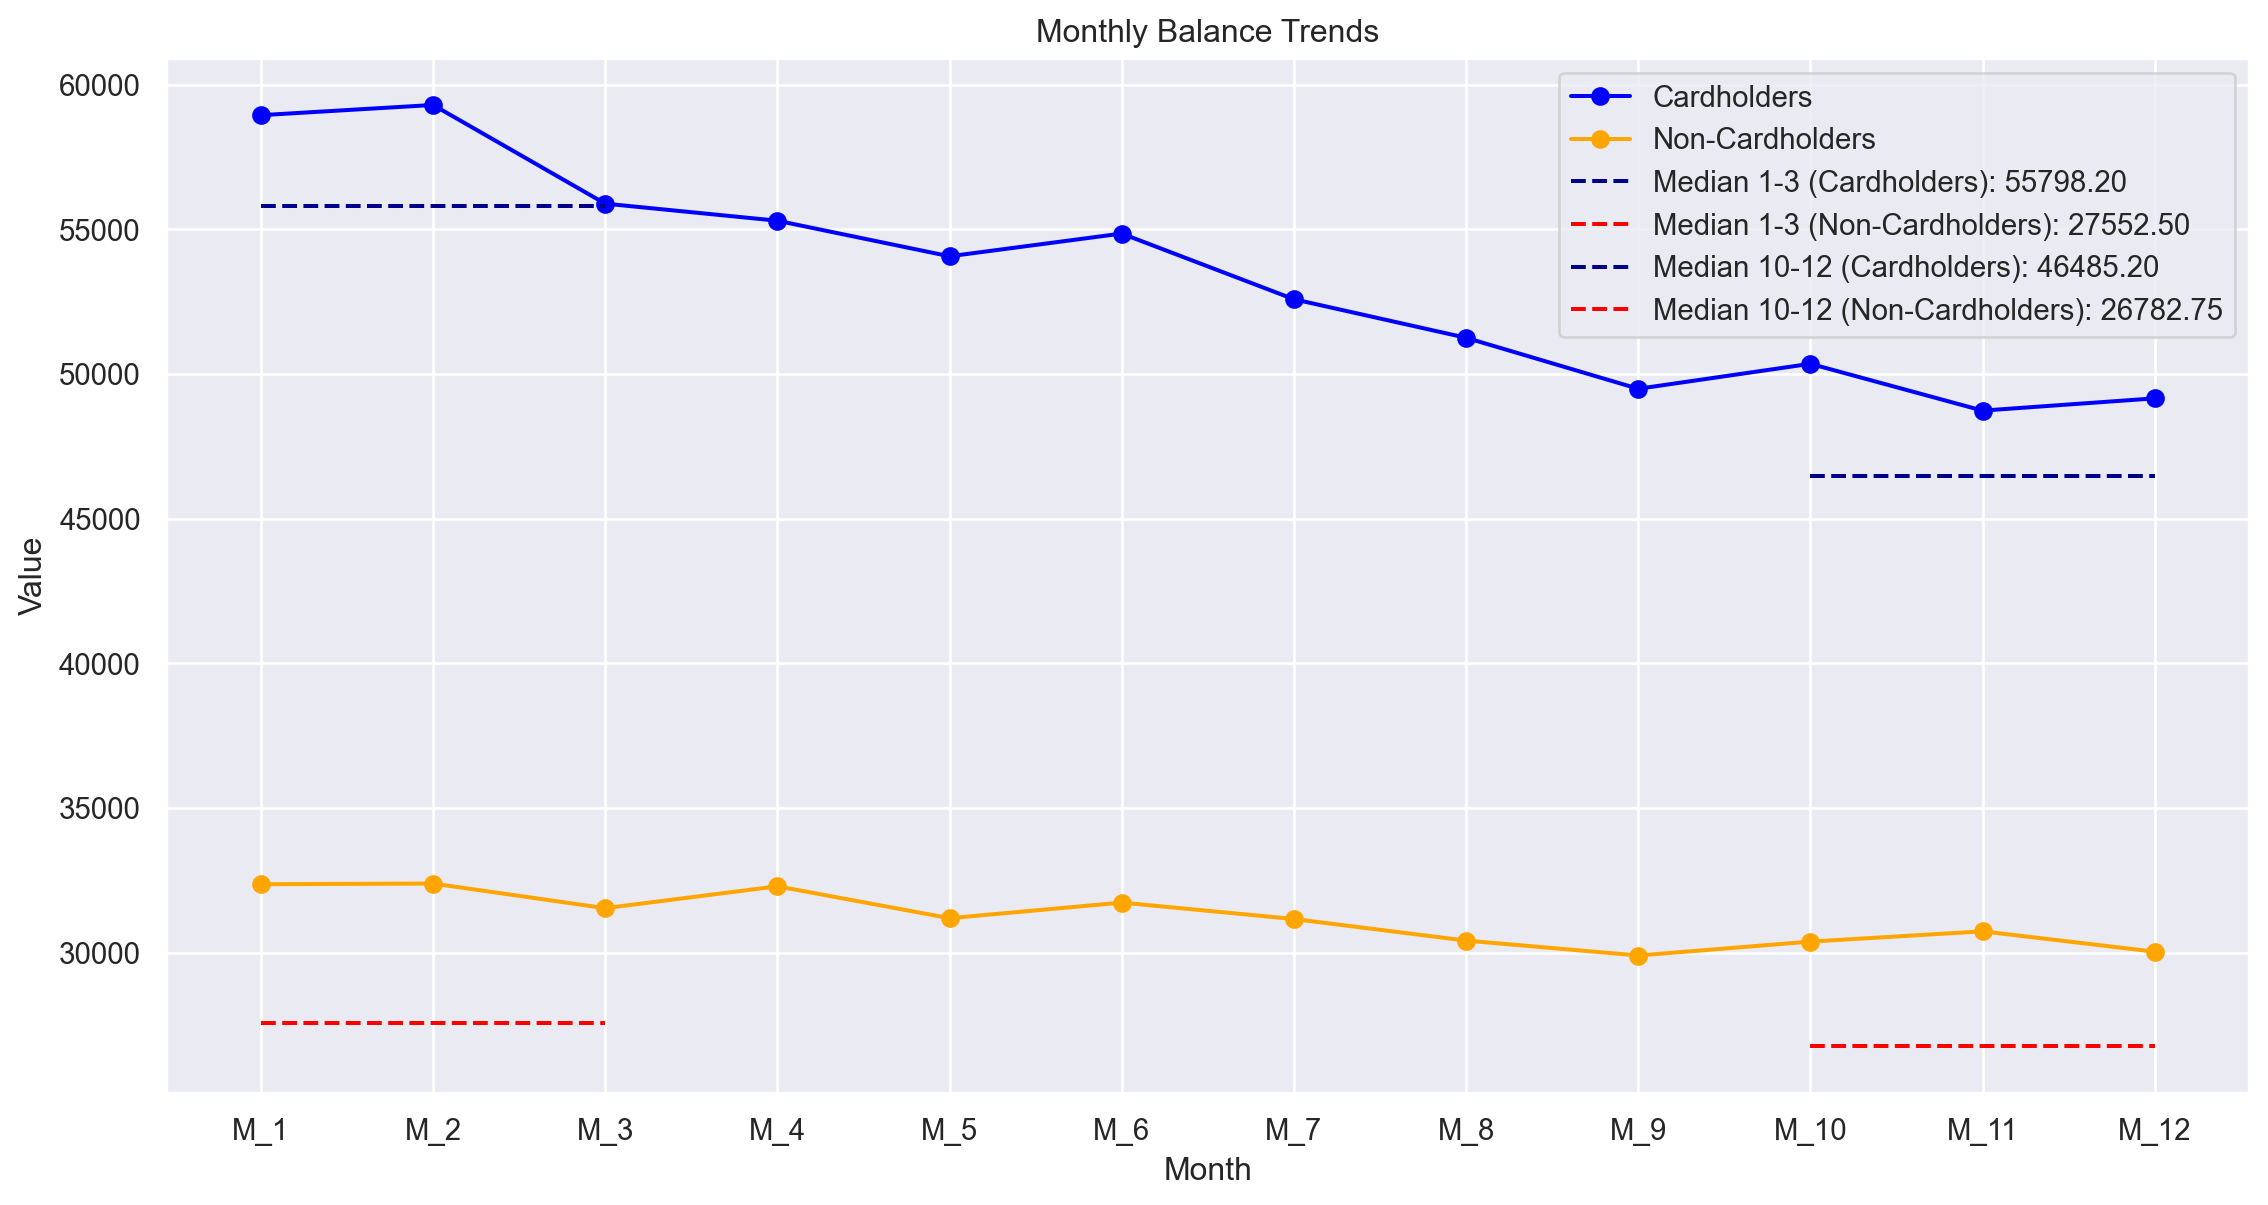 Monthly Balance Trends
60000
55000
50000
45000
40000
35000
30000
Value
Cardholders
Non-Cardholders
Median 1-3 (Cardholders): 55798.20
Median 1-3 (Non-Cardholders): 27552.50
Median 10-12 (Cardholders): 46485.20
Median 10-12 (Non-Cardholders): 26782.75
M_1 M_2 M_3 M_4 M_5 M_6 M_7 M_8 M_9 M_10 M_11 M_12
Month